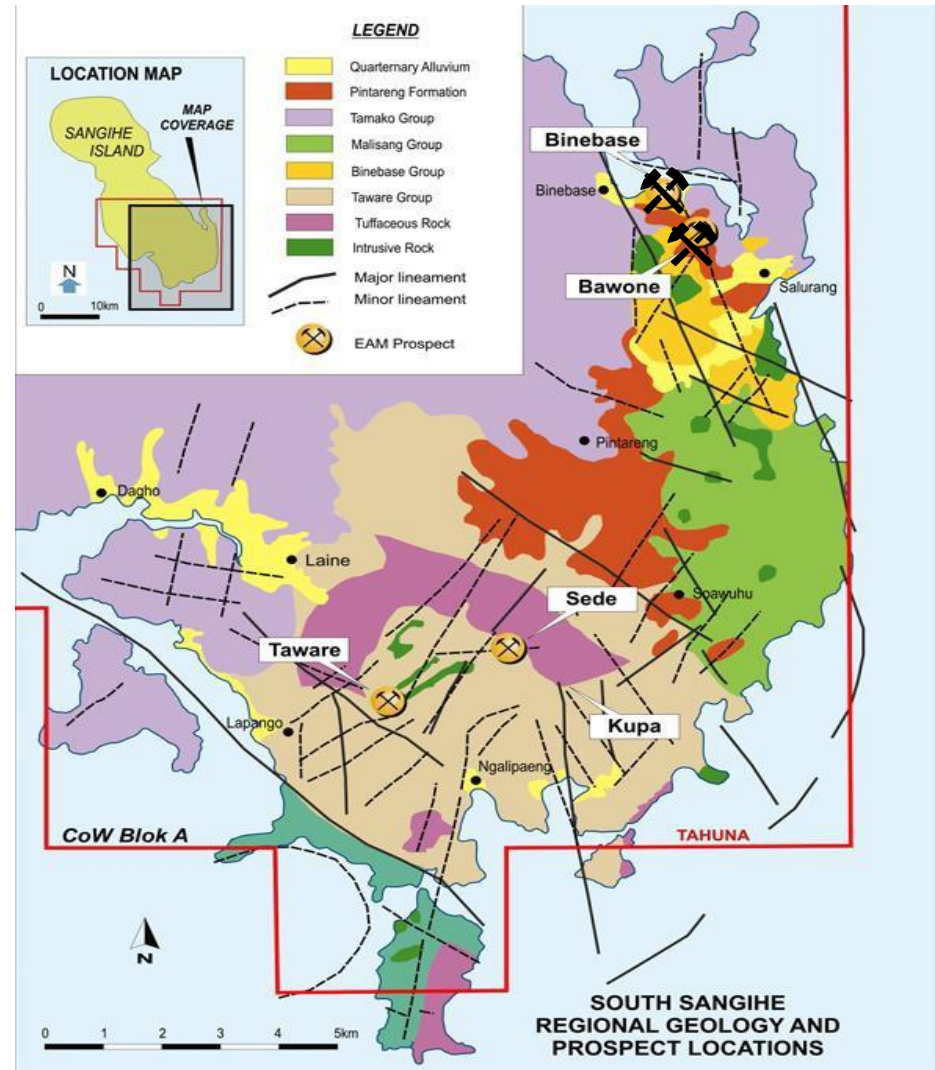 LEGEND
Quarternary Alluvium
Pintareng Formation
Tamako Group
Malisang Group
Binebase Group
Taware Group
Tuffaceous Rock
Intrusive Rock
Major lineament
Minor lineament
EAM Prospect
LOCATION MAP
MAP
COVERAGE
SANGIHE
ISLAND
N
0 10km
Binebase
Binebase
Bawone
Salurang
Pintareng
Dagho
Laine
Soawuhu
Sede
Taware
Kupa
Lapango
Ngalipaeng
CoW Blok A
TAHUNA
N
0 1 2 3 4 5km
SOUTH SANGIHE
REGIONAL GEOLOGY AND
PROSPECT LOCATIONS